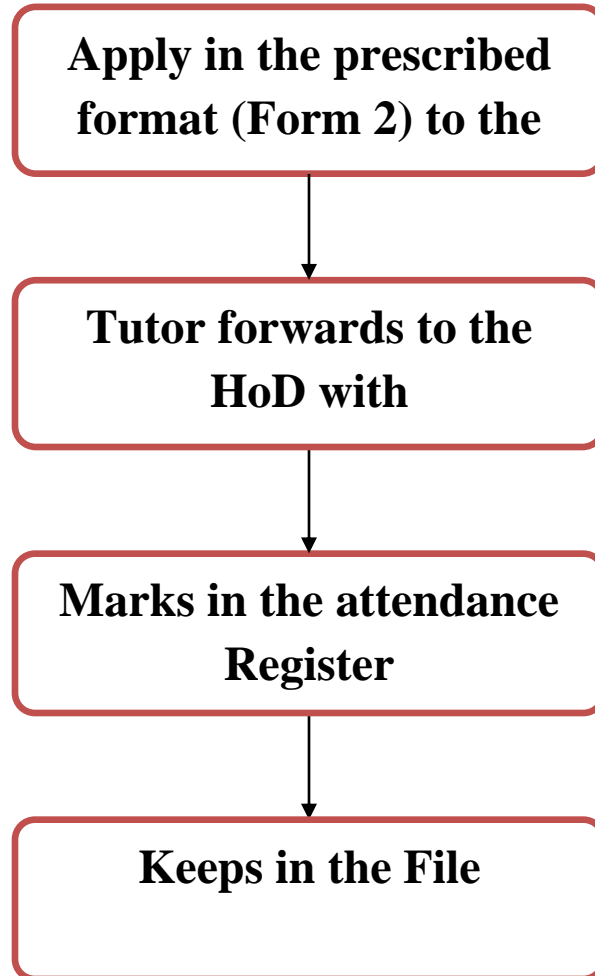 Apply in the prescribed
format (Form 2) to the
Tutor forwards to the
HoD with
Marks in the attendance
Register
Keeps in the File